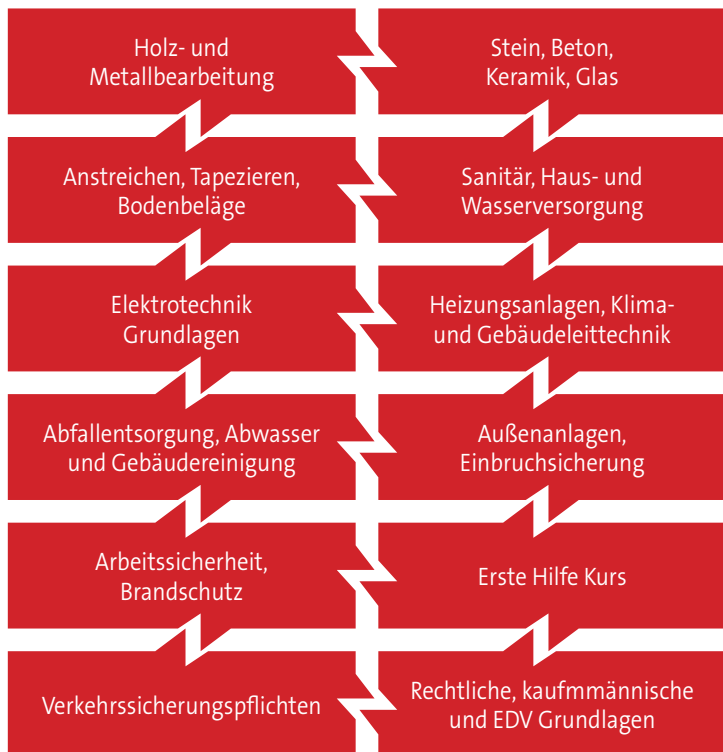 Holz- und
Metallbearbeitung
Stein, Beton,
Keramik, Glas
Anstreichen, Tapezieren,
Bodenbeläge
Sanitär, Haus- und
Wasserversorgung
Elektrotechnik
Grundlagen
Heizungsanlagen, Klima-
und Gebäudeleittechnik
Abfallentsorgung, Abwasser
und Gebäudereinigung
Außenanlagen,
Einbruchsicherung
Arbeitssicherheit,
Brandschutz
Erste Hilfe Kurs
Verkehrssicherungspflichten
Rechtliche, kaufmmännische
und EDV Grundlagen